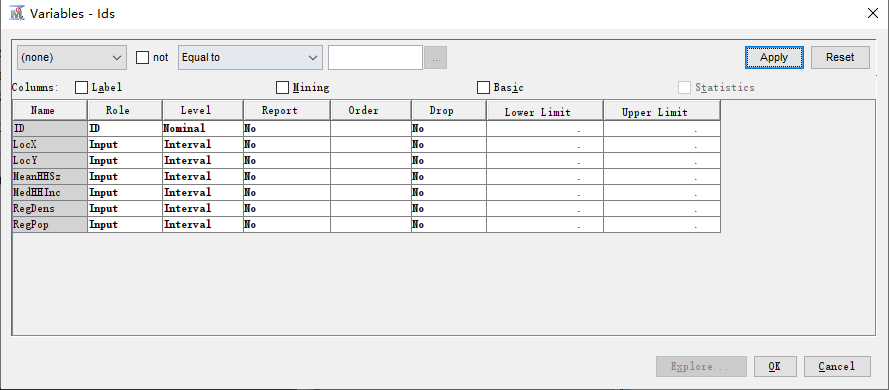 Variables - Ids
(none) not Equal to ... Apply Reset
Columns: Label Mining Basic Statistics
Name Role Level Report Order Drop Lower Limit Upper Limit
ID ID Nominal No No . .
LocX Input Interval No No . .
LocY Input Interval No No . .
MeanHHSz Input Interval No No . .
MedHHInc Input Interval No No . .
RegDens Input Interval No No . .
RegPop Input Interval No No . .
Explore... OK Cancel